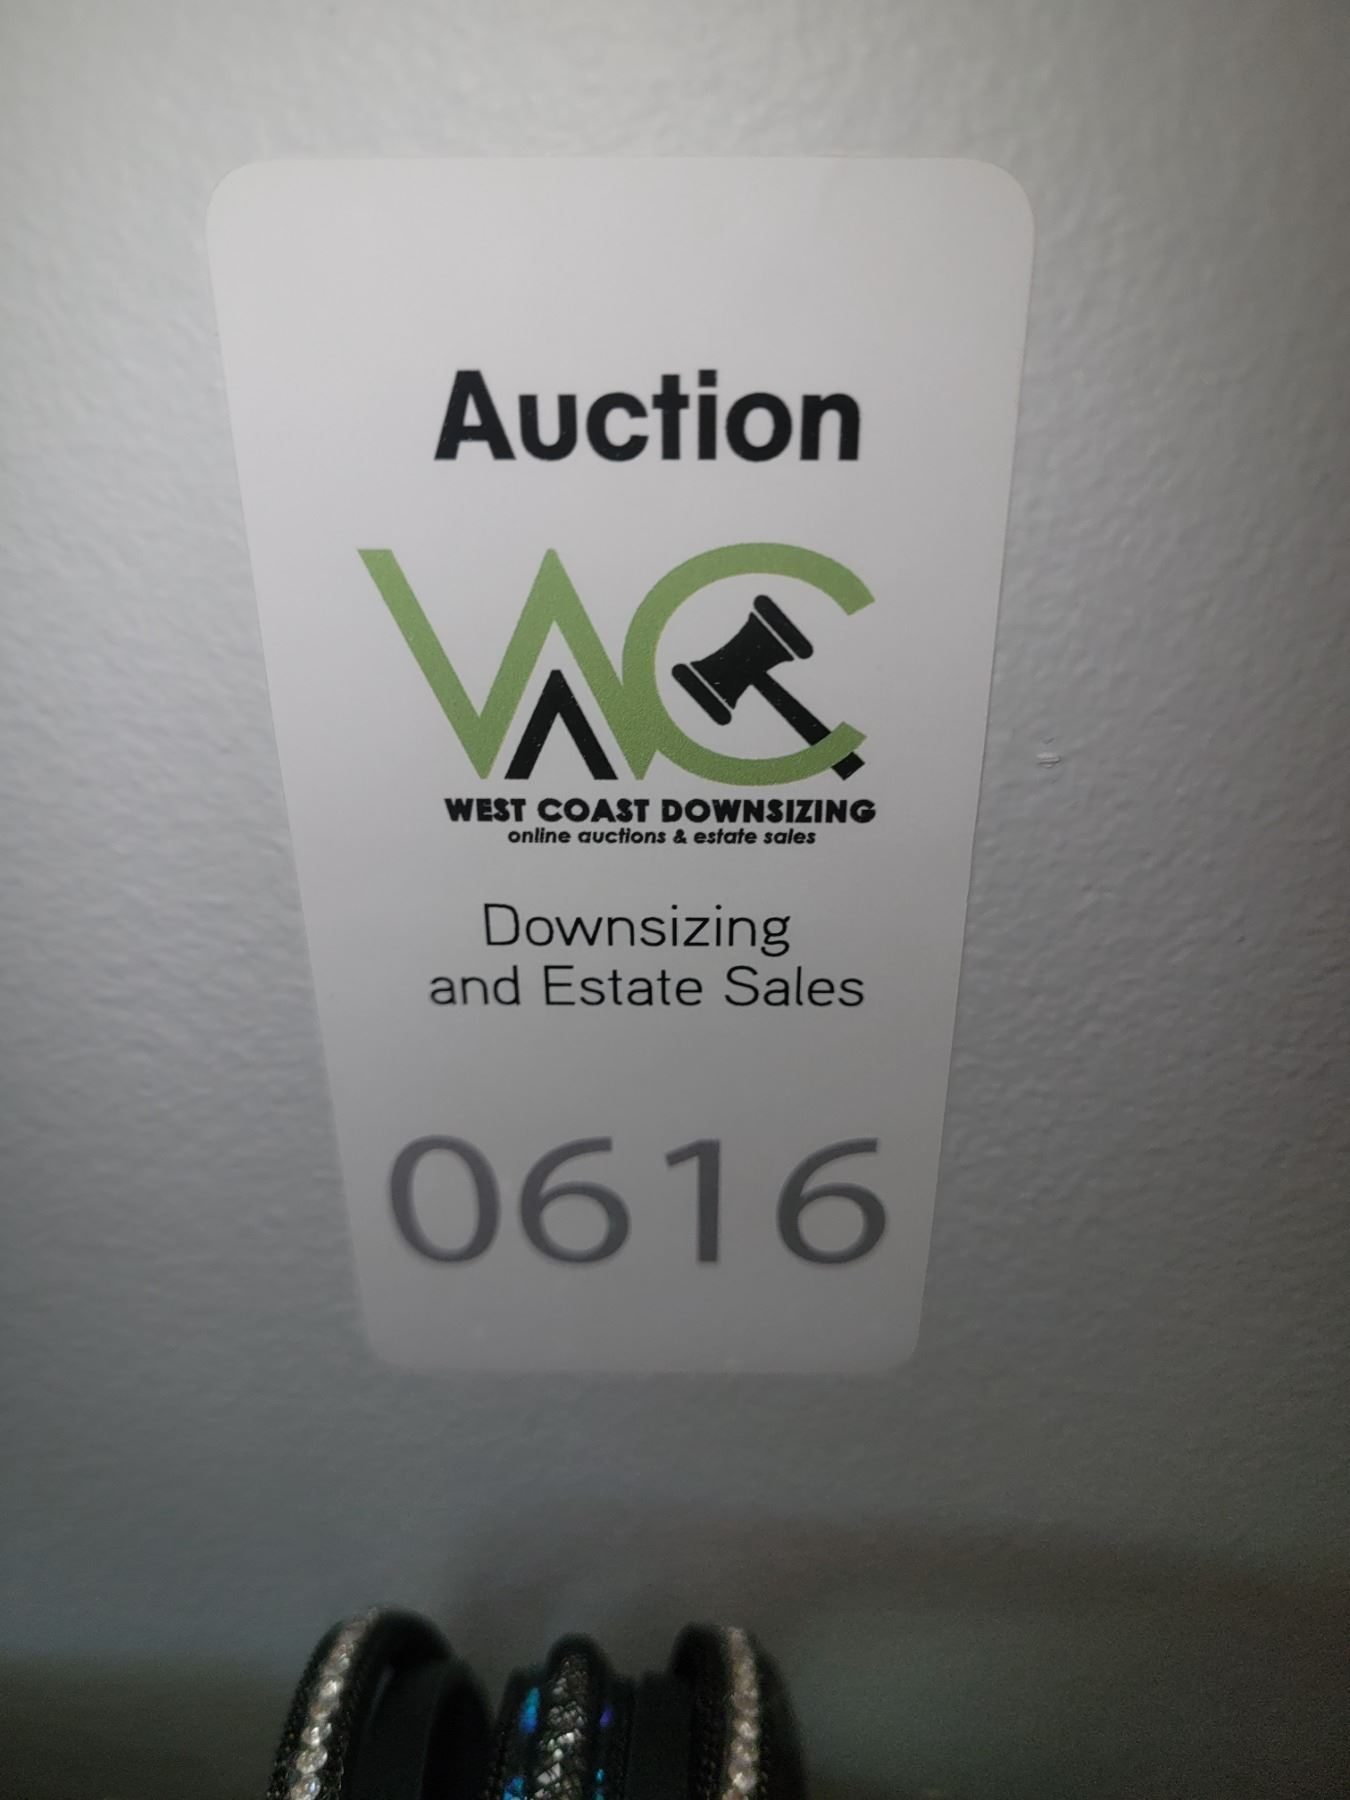 Auction
WC
WEST COAST DOWNSIZING
online auctions & estate sales
Downsizing
and Estate Sales
0616